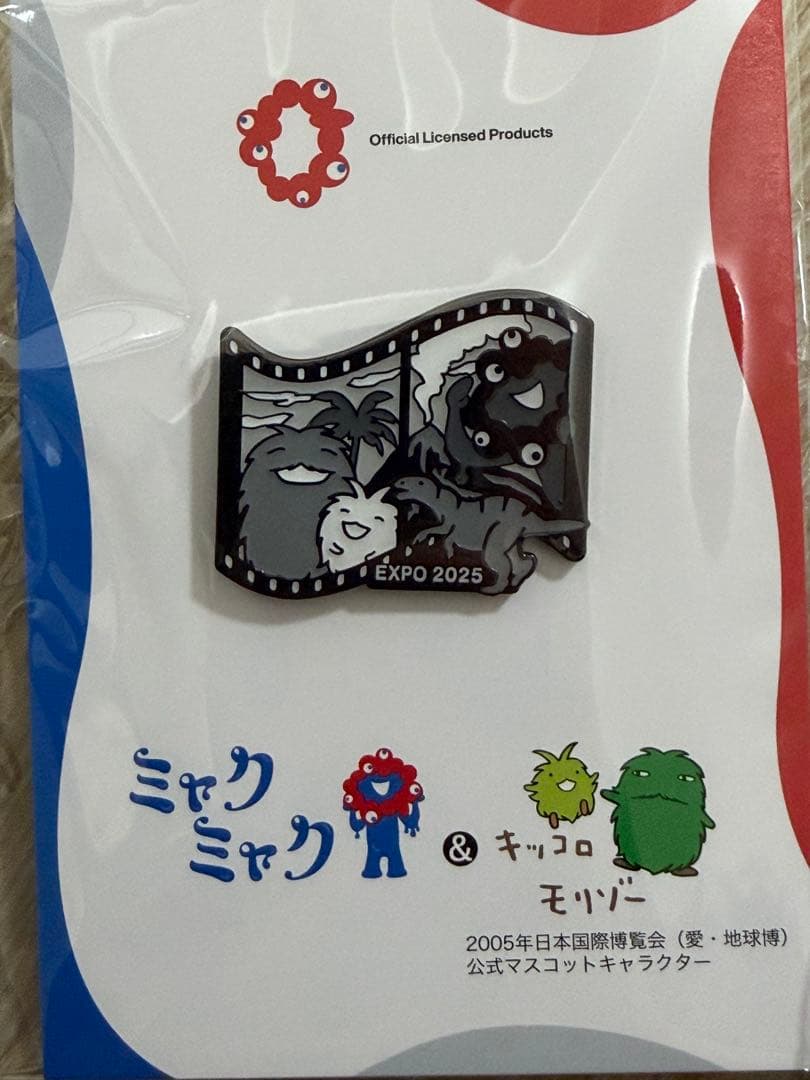 Official Licensed Products
EXPO 2025
ミャク
ミャク
&
キッコロ
モリゾー
2005年日本国際博覧会（愛・地球博）
公式マスコットキャラクター